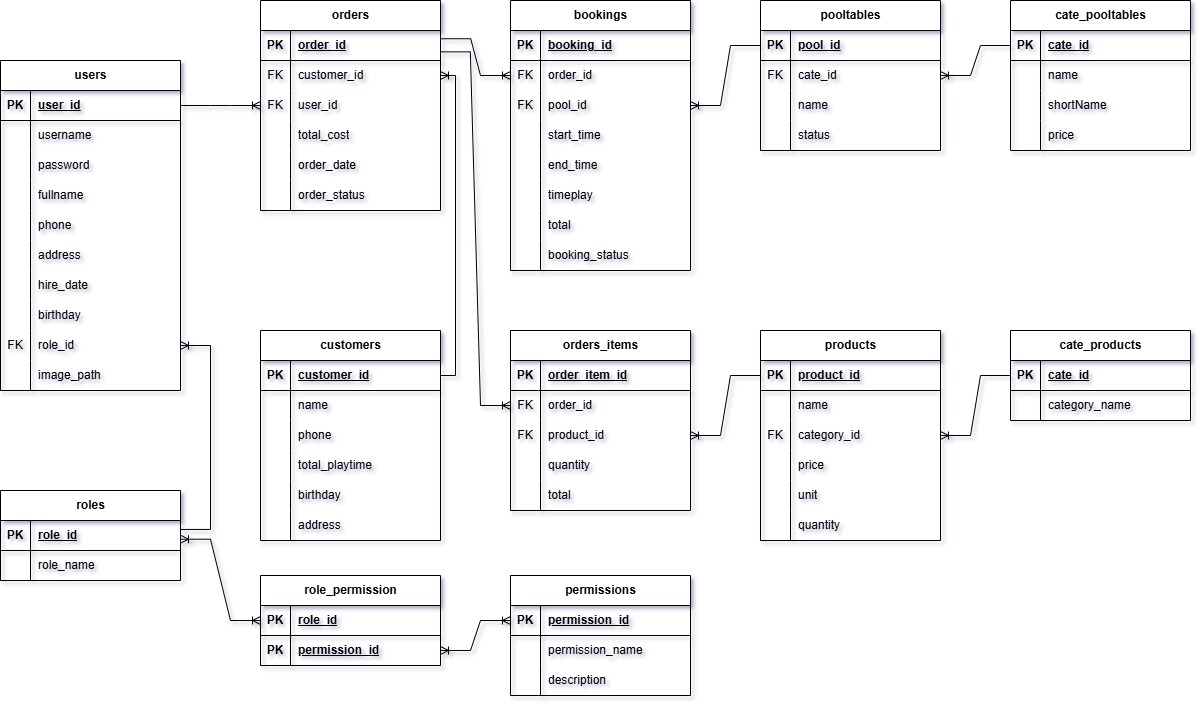 users
PK user_id
username
password
fullname
phone
address
hire_date
birthday
FK role_id
image_path
roles
PK role_id
role_name
orders
PK order_id
FK customer_id
FK user_id
total_cost
order_date
order_status
customers
PK customer_id
name
phone
total_playtime
birthday
address
role_permission
PK role_id
PK permission_id
bookings
PK booking_id
FK order_id
FK pool_id
start_time
end_time
timeplay
total
booking_status
orders_items
PK order_item_id
FK order_id
FK product_id
quantity
total
permissions
PK permission_id
permission_name
description
pooltables
PK pool_id
FK cate_id
name
status
products
PK product_id
name
FK category_id
price
unit
quantity
cate_pooltables
PK cate_id
name
shortName
price
cate_products
PK cate_id
category_name